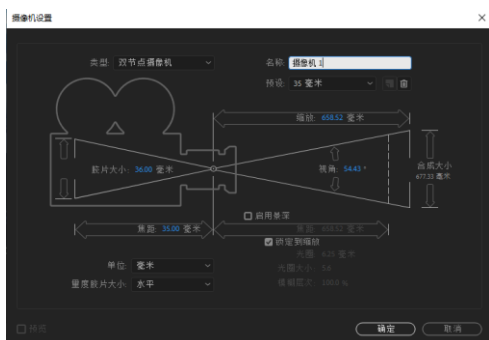 摄像机设置
类型: 双节点摄像机
名称: 摄像机 1
预设: 35 毫米
缩放: 658.52 毫米
胶片大小: 36.00 毫米
视角: 54.43 °
合成大小
677.33 毫米
启用景深
焦距: 35.00 毫米
焦距: 658.52 毫米
锁定到缩放
单位: 毫米
光圈: 6.25 毫米
光圈大小: 5.6
量度胶片大小: 水平
模糊层次: 100.0 %
预览
确定
取消